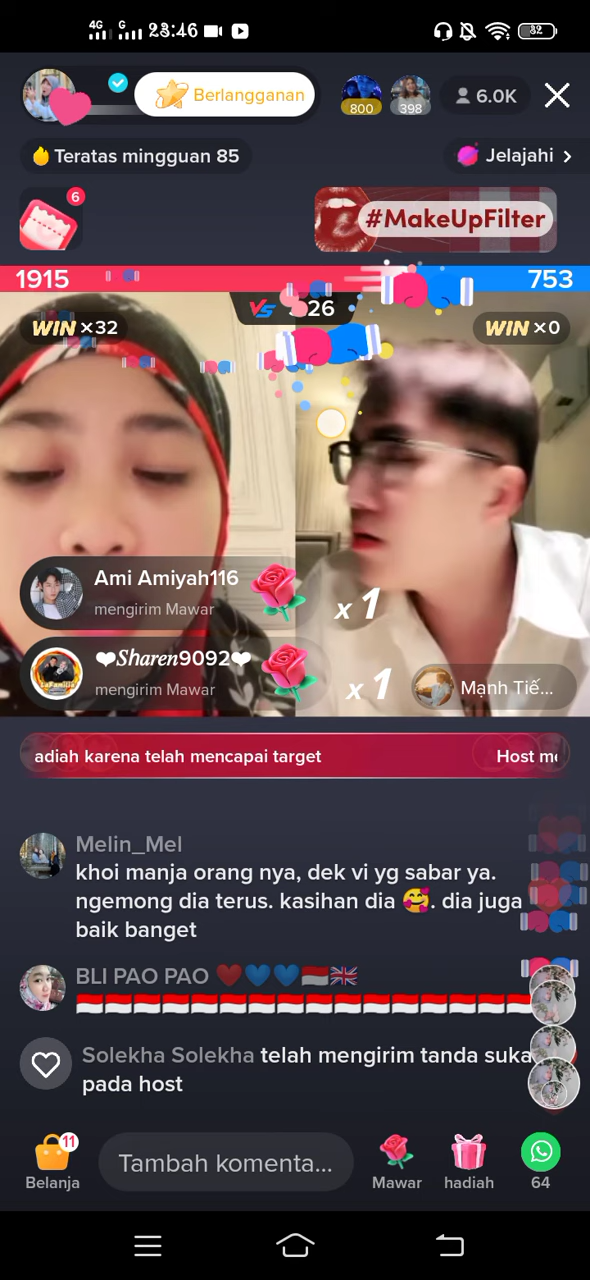 4G G 23:46 32
Berlangganan 800 398 6.0K
Teratas mingguan 85 Jelajahi
6 #MakeUpFilter
1915 753
VS 26
WIN ×32 WIN ×0
Ami Amiyah116
mengirim Mawar x 1
❤Sharen9092❤
mengirim Mawar x 1 Mạnh Tiế...
adiah karena telah mencapai target Host me
Melin_Mel
khoi manja orang nya, dek vi yg sabar ya.
ngemong dia terus. kasihan dia 🥰. dia juga
baik banget
BLI PAO PAO ❤️💙💙🇮🇩🇬🇧
🇮🇩🇮🇩🇮🇩🇮🇩🇮🇩🇮🇩🇮🇩🇮🇩🇮🇩🇮🇩🇮🇩🇮🇩🇮🇩🇮🇩🇮🇩🇮🇩
Solekha Solekha telah mengirim tanda suka
pada host
11 Tambah komenta...
Belanja Mawar hadiah 64